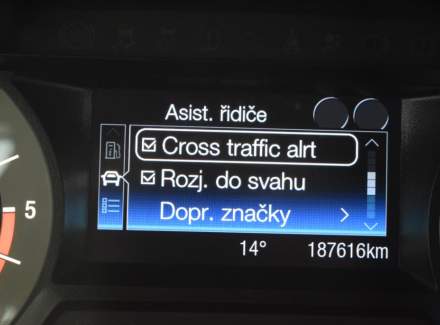 Asist. řidiče
Cross traffic alrt
Rozj. do svahu
Dopr. značky
5
14° 187616km